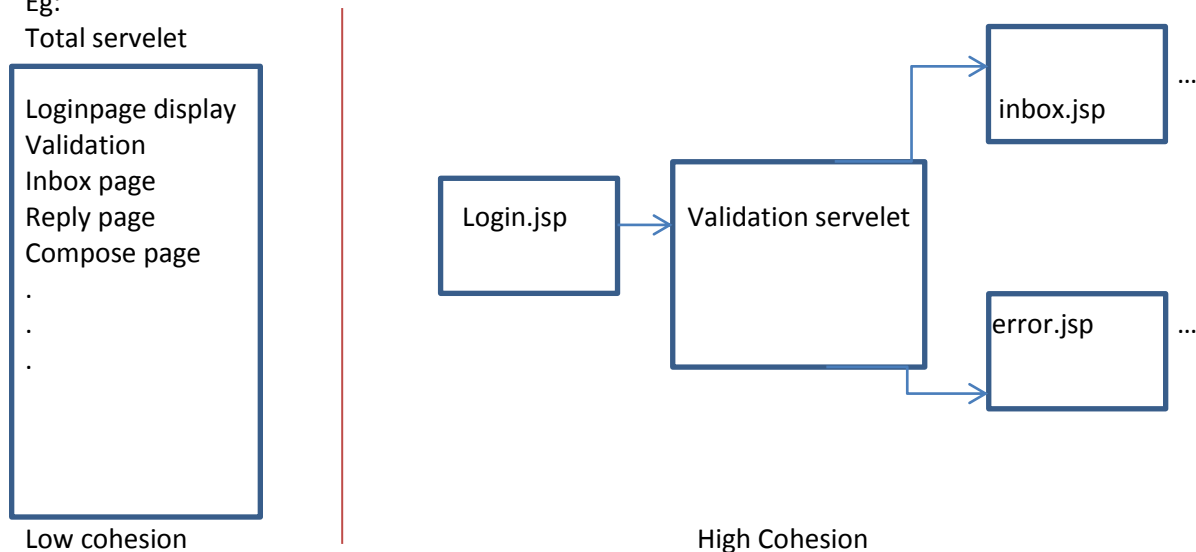 Eg:
Total servelet
Loginpage display
Validation
Inbox page
Reply page
Compose page
.
.
.
Low cohesion
Login.jsp
Validation servelet
inbox.jsp
...
error.jsp
...
High Cohesion